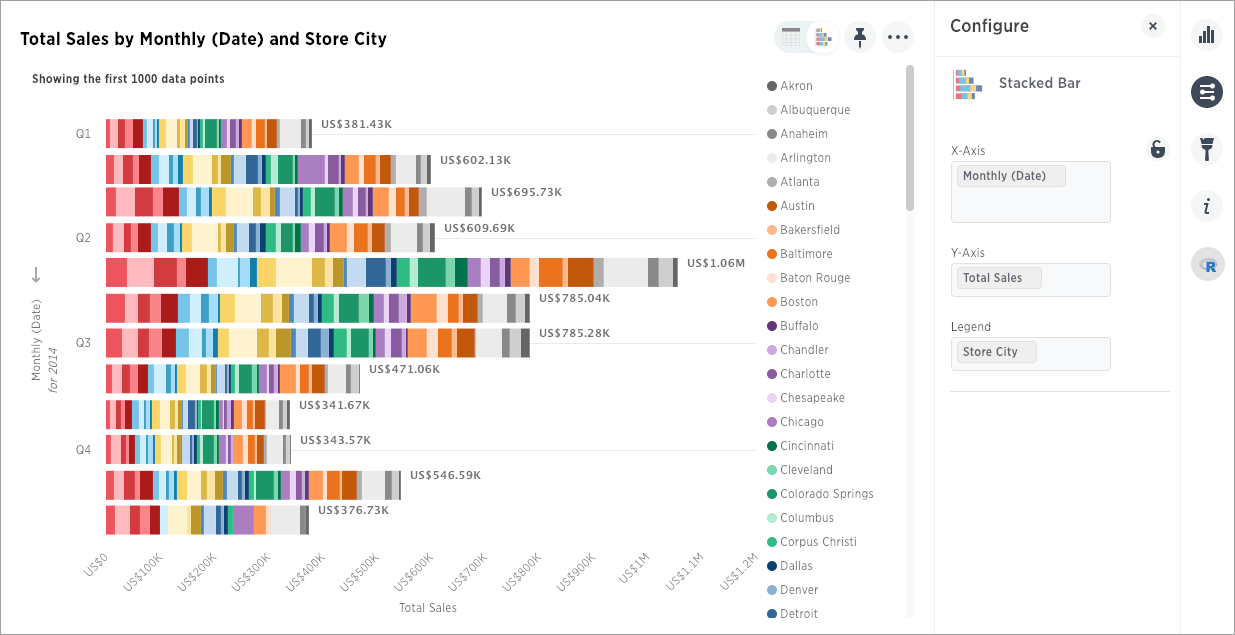 Total Sales by Monthly (Date) and Store City
Showing the first 1000 data points
Q1
US$381.43K
US$602.13K
US$695.73K
Q2
US$609.69K
US$1.06M
US$785.04K
Q3
US$785.28K
US$471.06K
US$341.67K
Q4
US$343.57K
US$546.59K
US$376.73K
Monthly (Date)
for 2014
US$0
US$100K
US$200K
US$300K
US$400K
US$500K
US$600K
US$700K
US$800K
US$900K
US$1M
US$1.1M
US$1.2M
Total Sales
Akron
Albuquerque
Anaheim
Arlington
Atlanta
Austin
Bakersfield
Baltimore
Baton Rouge
Boston
Buffalo
Chandler
Charlotte
Chesapeake
Chicago
Cincinnati
Cleveland
Colorado Springs
Columbus
Corpus Christi
Dallas
Denver
Detroit
Configure
Stacked Bar
X-Axis
Monthly (Date)
Y-Axis
Total Sales
Legend
Store City
i
R